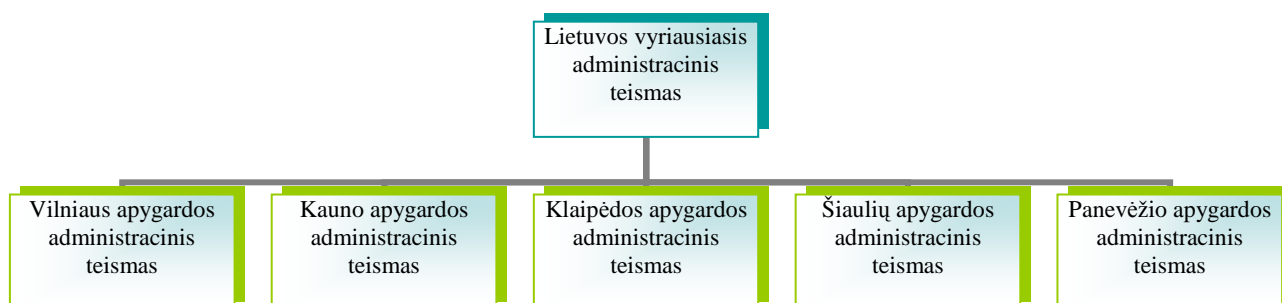 Lietuvos vyriausiasis
administracinis
teismas
Vilniaus apygardos
administracinis
teismas
Kauno apygardos
administracinis
teismas
Klaipėdos apygardos
administracinis
teismas
Šiaulių apygardos
administracinis
teismas
Panevėžio apygardos
administracinis
teismas